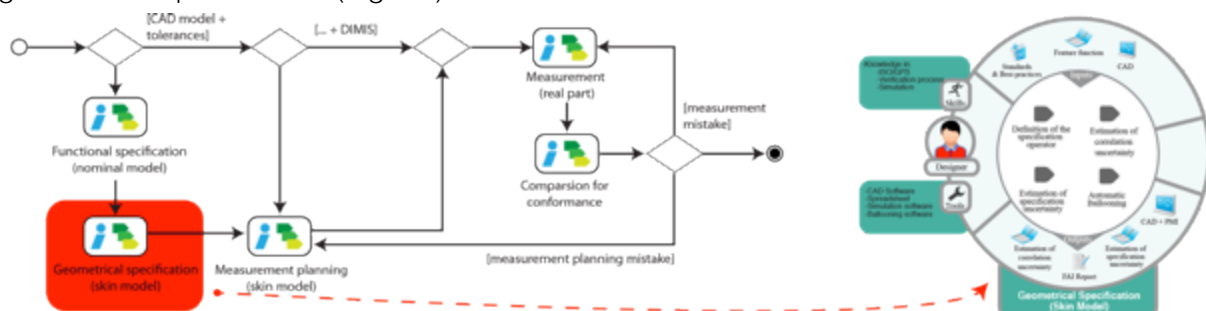 [CAD model +
tolerances]
[... + DIMIS]
Measurement
(real part)
[measurement
mistake]
Functional specification
(nominal model)
Comparsion for
conformance
Geometrical specification
(skin model)
Measurement planning
(skin model)
[measurement planning mistake]
Knowledge in:
-ISO/GPS
-Verification process
-Simulation
Skills
Designer
-CAD Software
-Spreadsheet
-Simulation software
-Ballooning software
Tools
Standards
& Best practices
Feature function
CAD
Inputs
Definition of the
specification
operator
Estimation of
correlation
uncertainty
Estimation of
specification
uncertainty
Automatic
Ballooning
CAD + PMI
Outputs
Estimation of
correlation
uncertainty
FAI Report
Estimation of
specification
uncertainty
Geometrical Specification
(Skin Model)